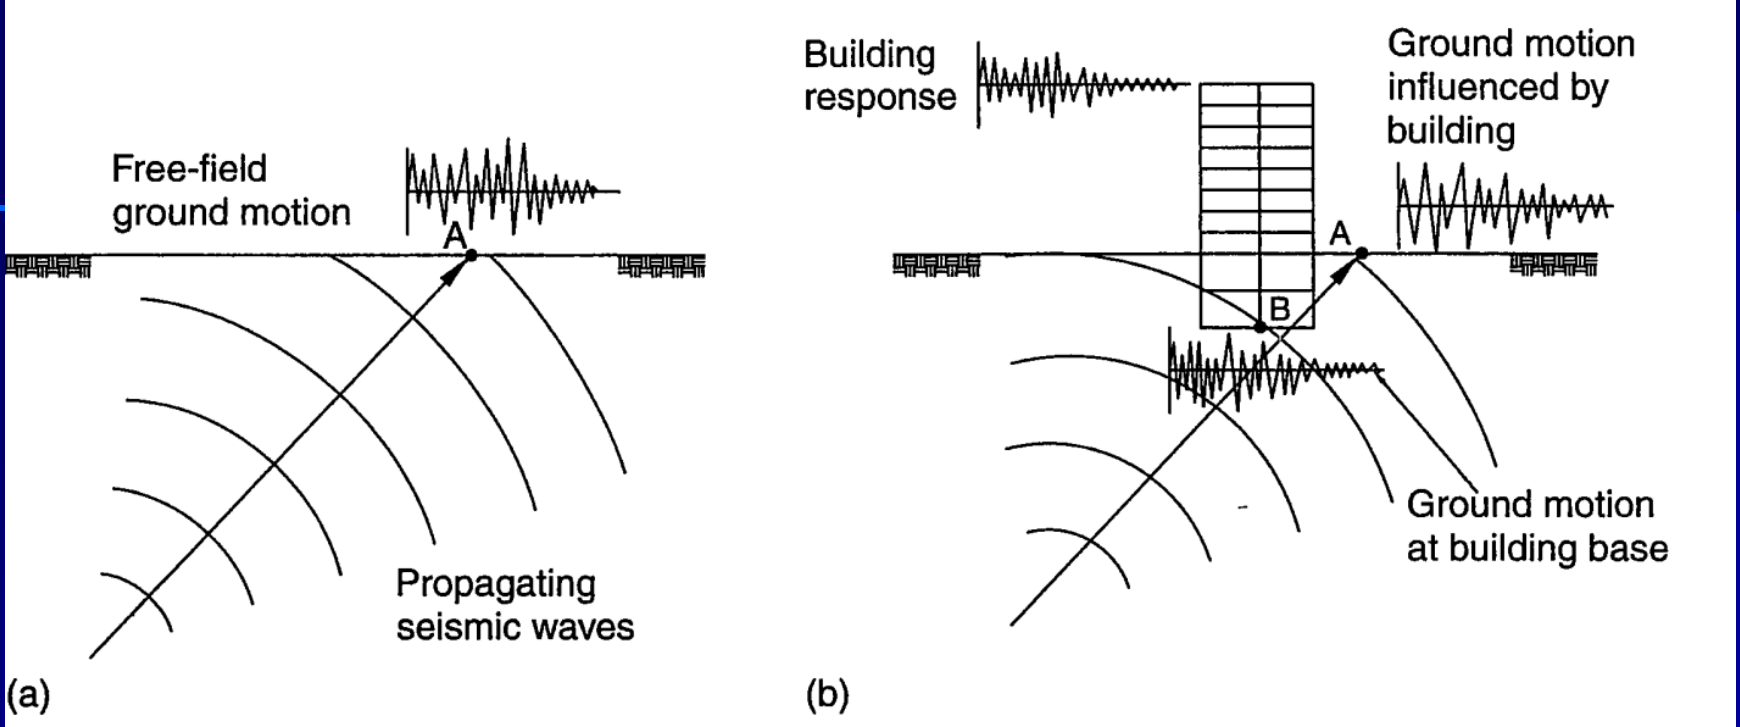 Free-field
ground motion
A
Propagating
seismic waves
(a)
Building
response
Ground motion
influenced by
building
A
B
Ground motion
at building base
(b)